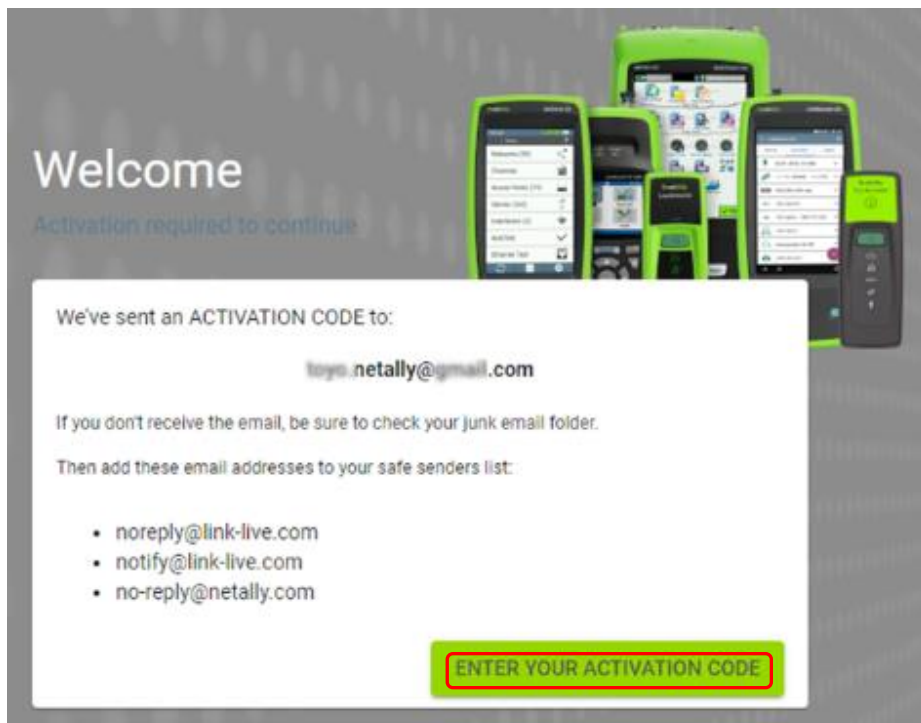 Welcome
Activation required to continue
We've sent an ACTIVATION CODE to:
netally@ .com
If you don't receive the email, be sure to check your junk email folder.
Then add these email addresses to your safe senders list:
• noreply@link-live.com
• notify@link-live.com
• no-reply@netally.com
ENTER YOUR ACTIVATION CODE